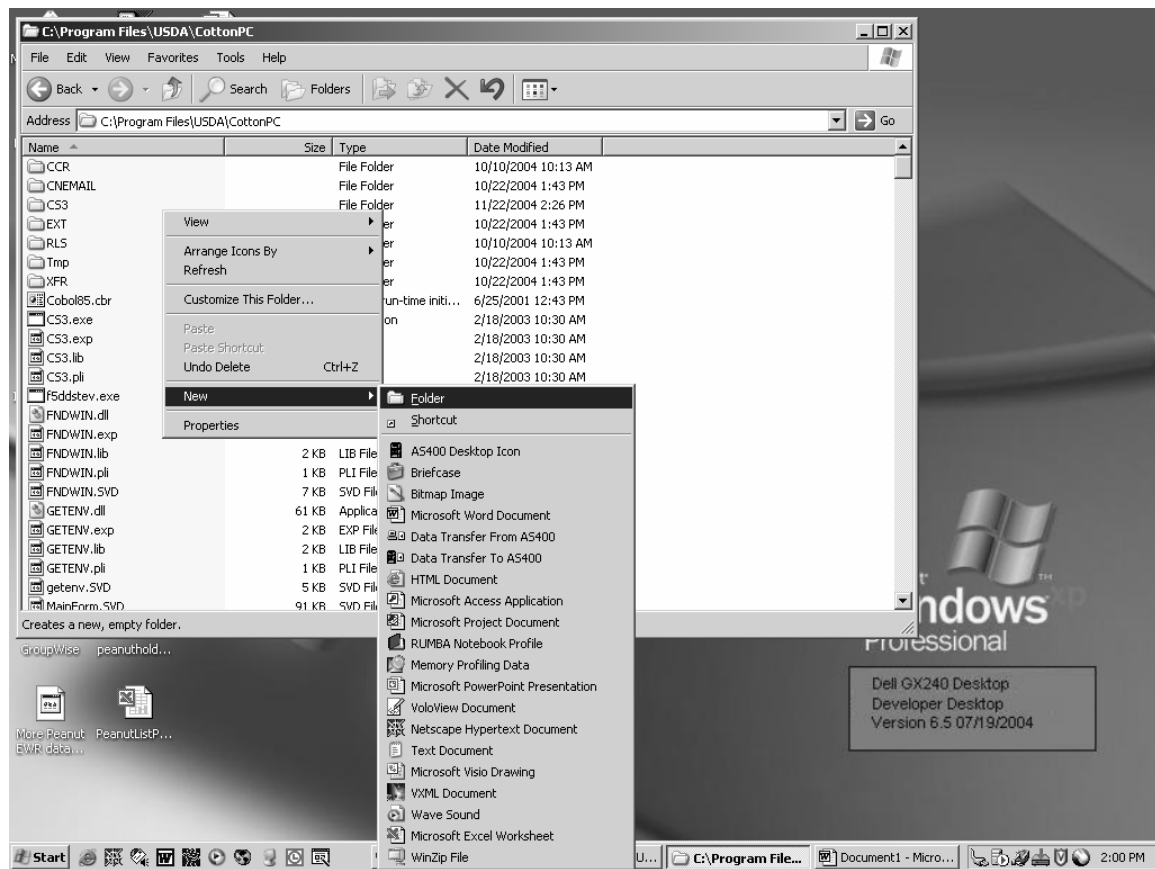 C:\Program Files\USDA\CottonPC
File Edit View Favorites Tools Help
Back Search Folders
Address C:\Program Files\USDA\CottonPC Go
Name Size Type Date Modified
CCR File Folder 10/10/2004 10:13 AM
CNEMAIL File Folder 10/22/2004 1:43 PM
CS3 File Folder 11/22/2004 2:26 PM
EXT er 10/22/2004 1:43 PM
RLS er 10/10/2004 10:13 AM
Tmp er 10/22/2004 1:43 PM
XFR er 10/22/2004 1:43 PM
Cobol85.cbr run-time initi... 6/25/2001 12:43 PM
CS3.exe on 2/18/2003 10:30 AM
CS3.exp 2/18/2003 10:30 AM
CS3.lib 2/18/2003 10:30 AM
CS3.pli 2/18/2003 10:30 AM
f5ddstev.exe
FNDWIN.dll
FNDWIN.exp
FNDWIN.lib 2 KB LIB File
FNDWIN.pli 1 KB PLI File
FNDWIN.SVD 7 KB SVD File
GETENV.dll 61 KB Applica
GETENV.exp 2 KB EXP File
GETENV.lib 2 KB LIB File
GETENV.pli 1 KB PLI File
getenv.SVD 5 KB SVD File
MainForm.SVD 91 KB SVD File
View
Arrange Icons By
Refresh
Customize This Folder...
Paste
Paste Shortcut
Undo Delete Ctrl+Z
New
Properties
Folder
Shortcut
AS400 Desktop Icon
Briefcase
Bitmap Image
Microsoft Word Document
Data Transfer From AS400
Data Transfer To AS400
HTML Document
Microsoft Access Application
Microsoft Project Document
RUMBA Notebook Profile
Memory Profiling Data
Microsoft PowerPoint Presentation
VoloView Document
Netscape Hypertext Document
Text Document
Microsoft Visio Drawing
VXML Document
Wave Sound
Microsoft Excel Worksheet
WinZip File
Creates a new, empty folder.
GroupWise peanuthold...
More Peanut EWR data...
PeanutListP...
ndows xp
TM
Professional
Dell GX240 Desktop
Developer Desktop
Version 6.5 07/19/2004
Start U... C:\Program File... Document1 - Micro... 2:00 PM